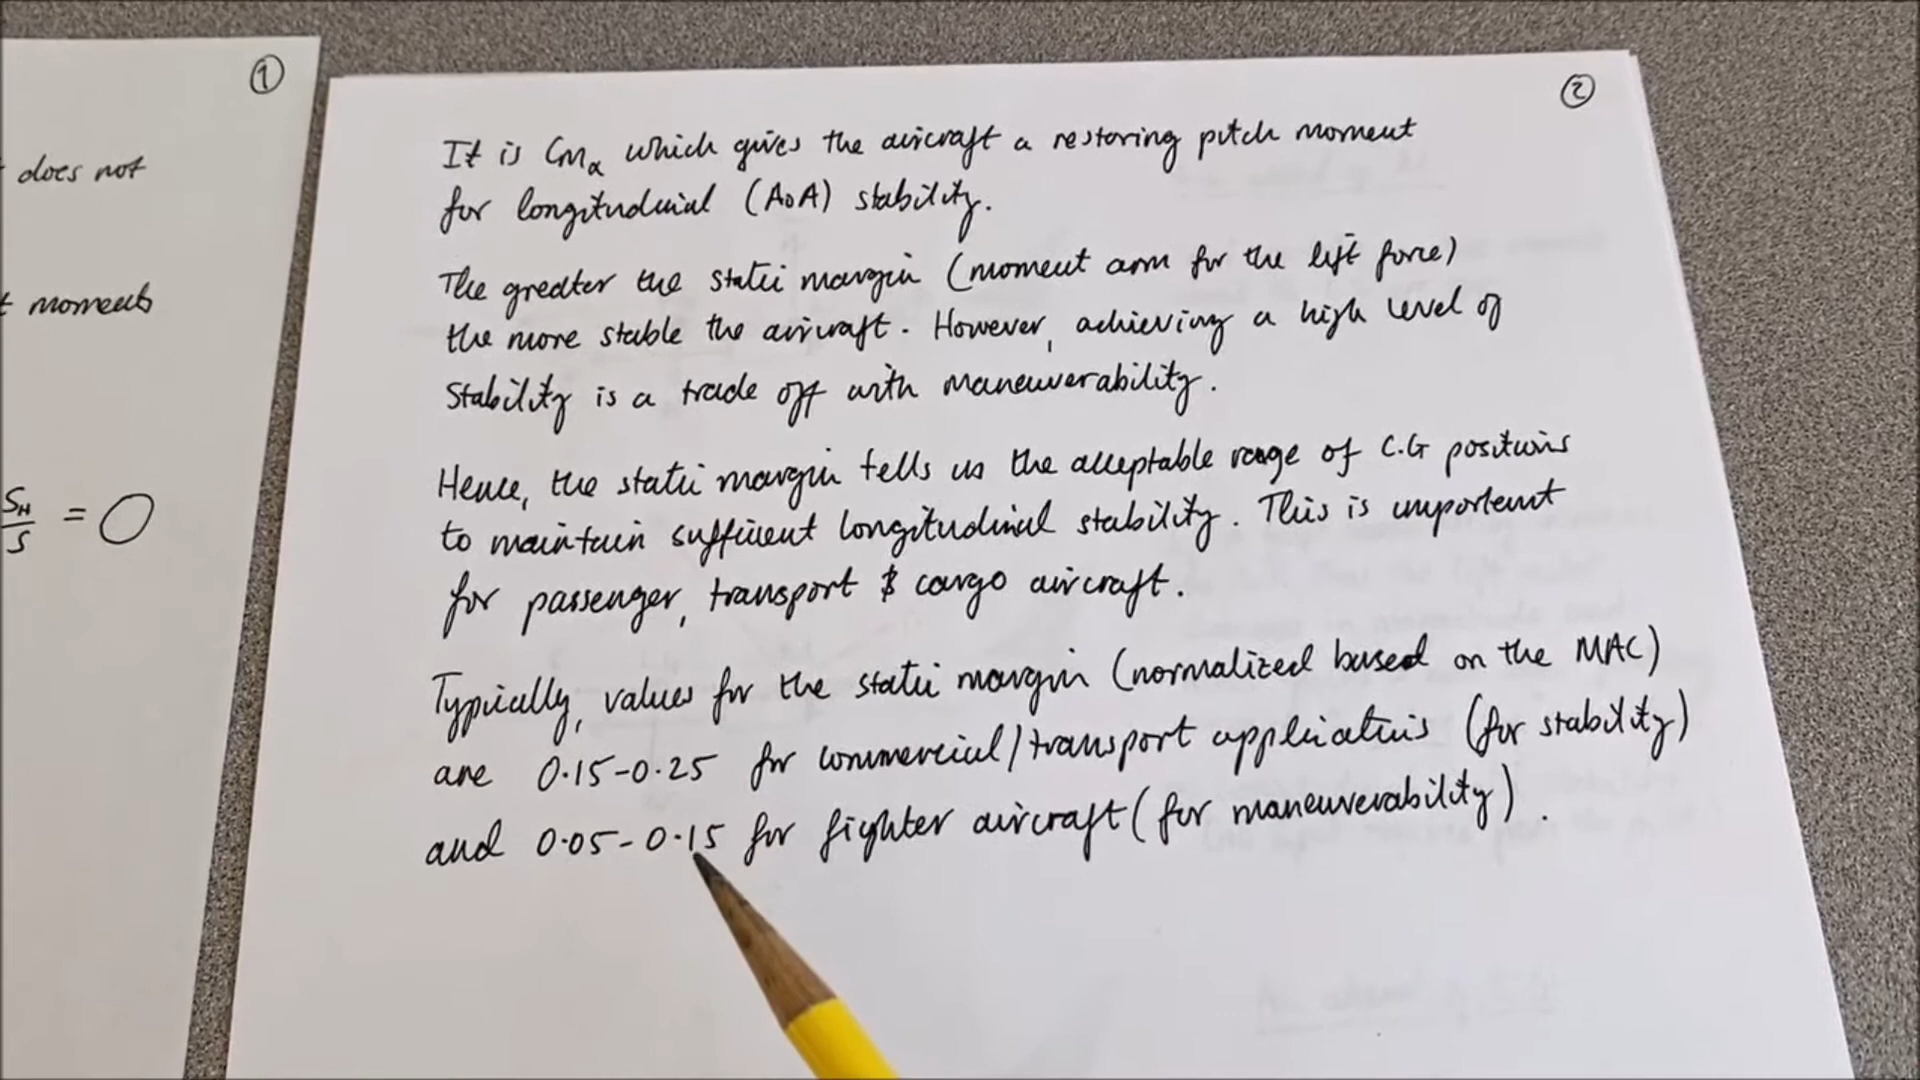 ①
does not
moments
S_H/S = 0
②
It is C_Mα which gives the aircraft a restoring pitch moment
for longitudinal (AoA) stability.
The greater the static margin (moment arm for the lift force)
the more stable the aircraft. However, achieving a high level of
stability is a trade off with maneuverability.
Hence, the static margin tells us the acceptable range of C.G positions
to maintain sufficient longitudinal stability. This is important
for passenger, transport & cargo aircraft.
Typically, values for the static margin (normalized based on the MAC)
are 0.15-0.25 for commercial/transport applications (for stability)
and 0.05-0.15 for fighter aircraft (for maneuverability).